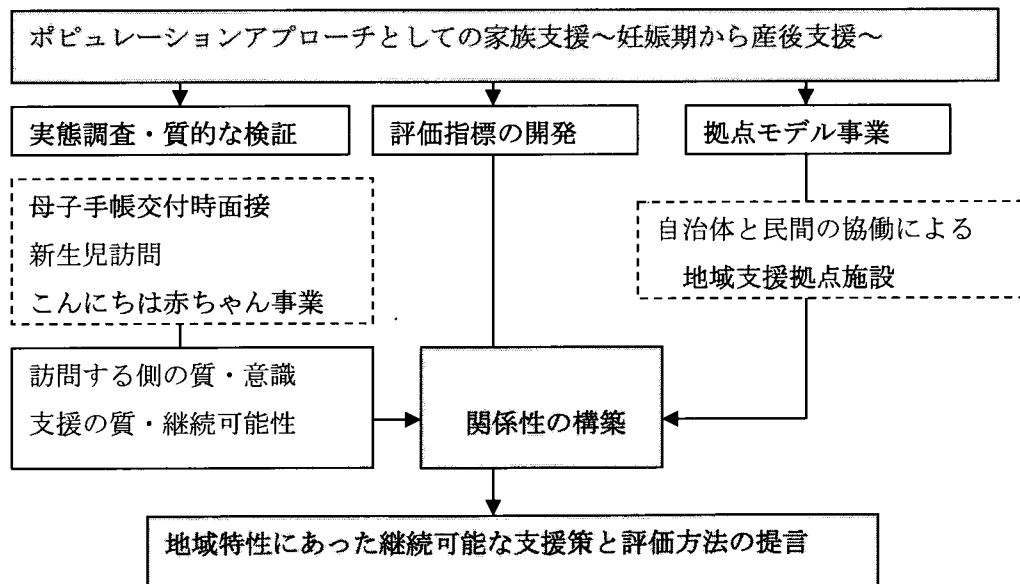 ポピュレーションアプローチとしての家族支援~妊娠期から産後支援~
実態調査・質的な検証
評価指標の開発
拠点モデル事業
母子手帳交付時面接
新生児訪問
こんにちは赤ちゃん事業
自治体と民間の協働による
地域支援拠点施設
訪問する側の質・意識
支援の質・継続可能性
関係性の構築
地域特性にあった継続可能な支援策と評価方法の提言